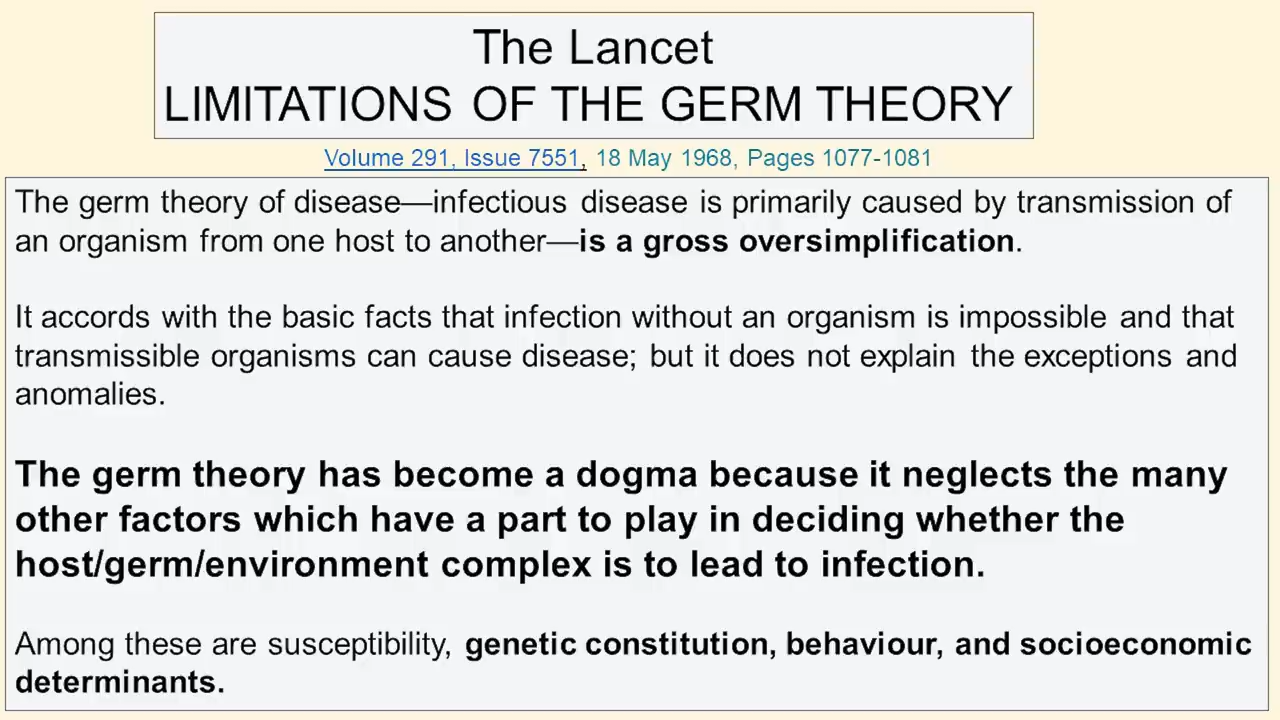 The Lancet
LIMITATIONS OF THE GERM THEORY
Volume 291, Issue 7551, 18 May 1968, Pages 1077-1081
The germ theory of disease—infectious disease is primarily caused by transmission of
an organism from one host to another—is a gross oversimplification.
It accords with the basic facts that infection without an organism is impossible and that
transmissible organisms can cause disease; but it does not explain the exceptions and
anomalies.
The germ theory has become a dogma because it neglects the many
other factors which have a part to play in deciding whether the
host/germ/environment complex is to lead to infection.
Among these are susceptibility, genetic constitution, behaviour, and socioeconomic
determinants.